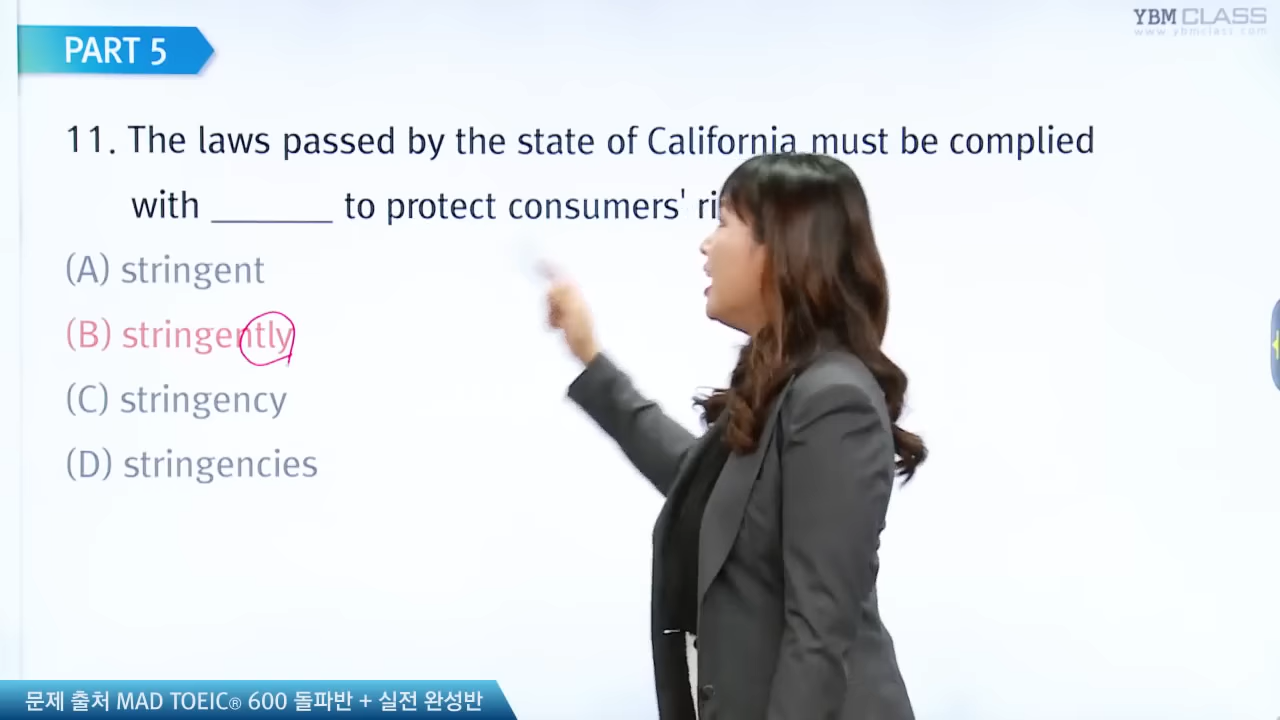 YBM CLASS
www.ybmclass.com
PART 5
11. The laws passed by the state of California must be complied
with ______ to protect consumers'
(A) stringent
(B) stringently
(C) stringency
(D) stringencies
문제 출처 MAD TOEIC® 600 돌파반 + 실전 완성반